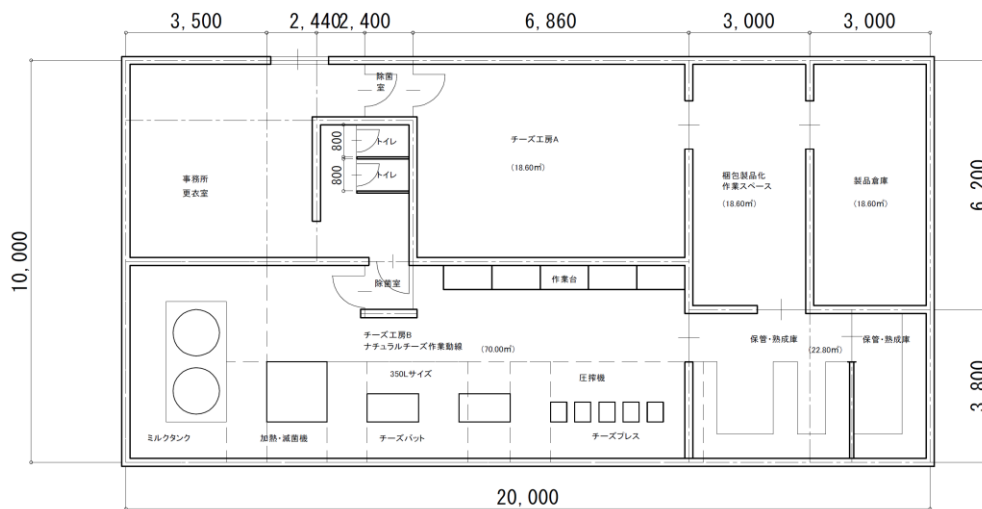 3,500
2,440
2,400
6,860
3,000
3,000
除菌
室
トイレ
800
チーズ工房A
(18.60㎡)
トイレ
800
事務所
更衣室
梱包製品化
作業スペース
(18.60㎡)
製品倉庫
(18.60㎡)
6,200
10,000
除菌室
作業台
チーズ工房B
ナチュラルチーズ作業動線
(70.00㎡)
保管・熟成庫
(22.80㎡)
保管・熟成庫
350Lサイズ
圧搾機
3,800
ミルクタンク
加熱・滅菌機
チーズバット
チーズプレス
20,000